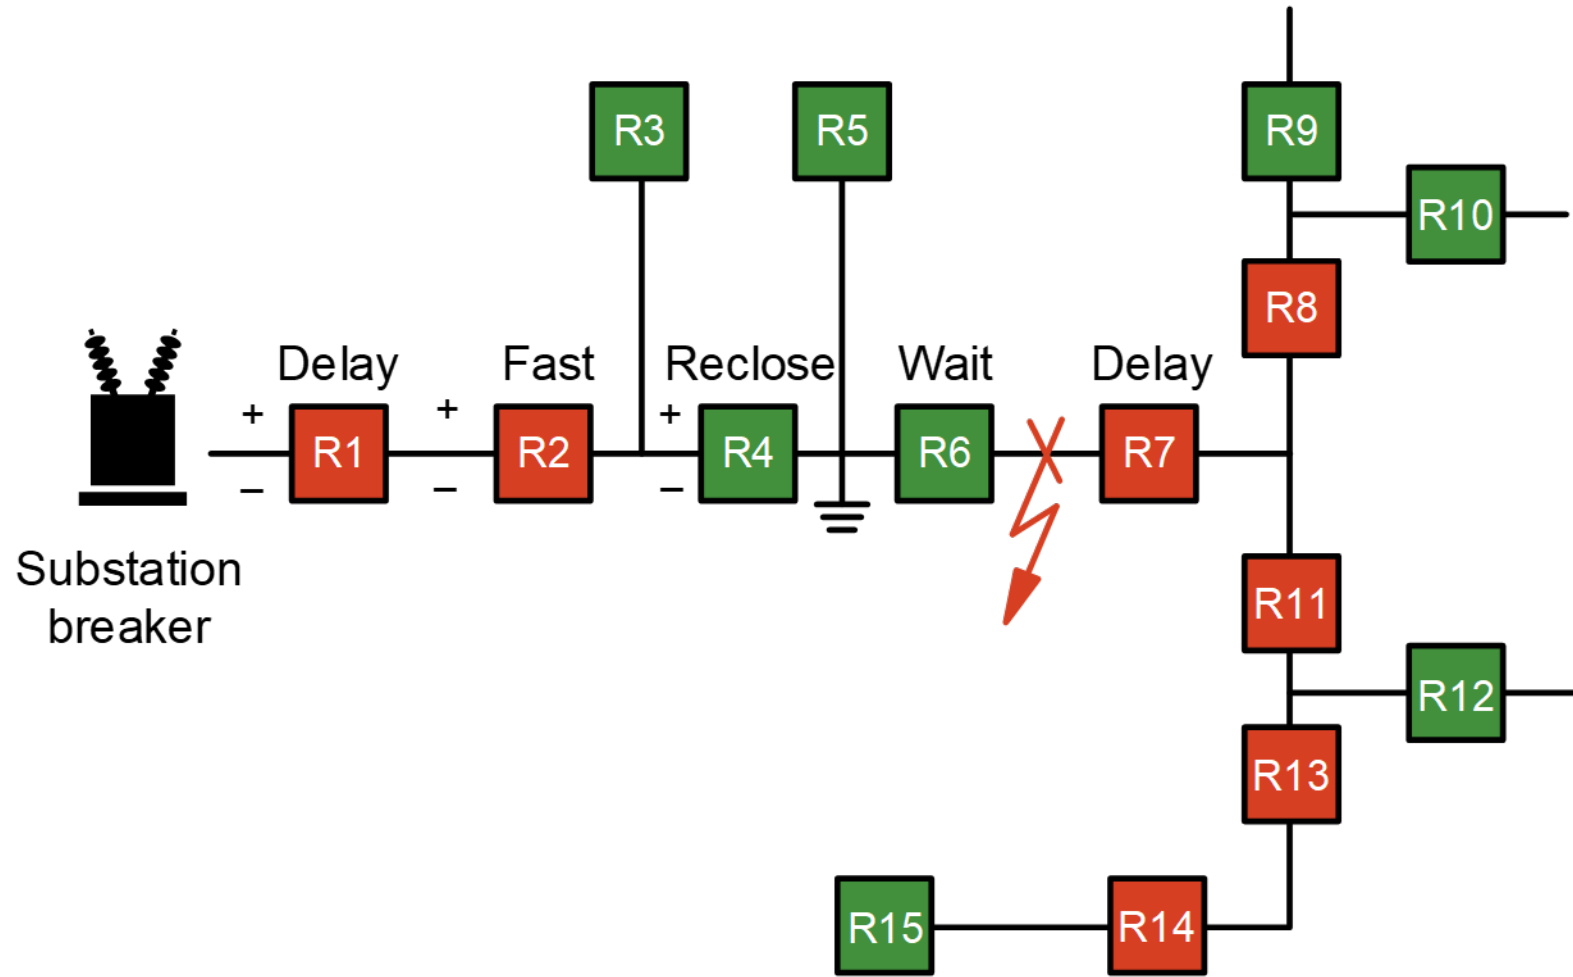 R3
R5
R9
R10
R8
Delay
Fast
Reclose
Wait
Delay
+
+
+
R1
R2
R4
R6
R7
–
–
–
Substation
breaker
R11
R12
R13
R15
R14